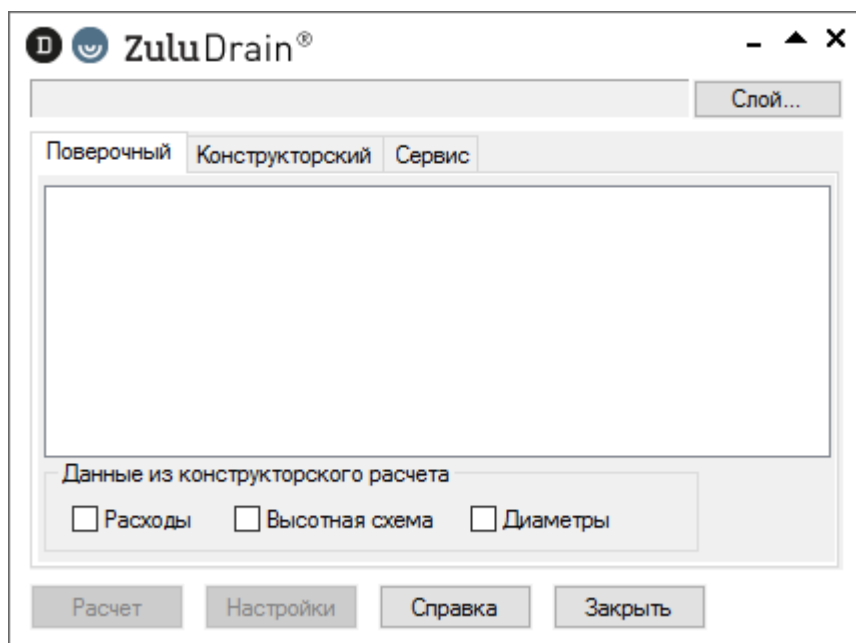 D ZuluDrain®
Слой...
Поверочный Конструкторский Сервис
Данные из конструкторского расчета
Расходы Высотная схема Диаметры
Расчет Настройки Справка Закрыть